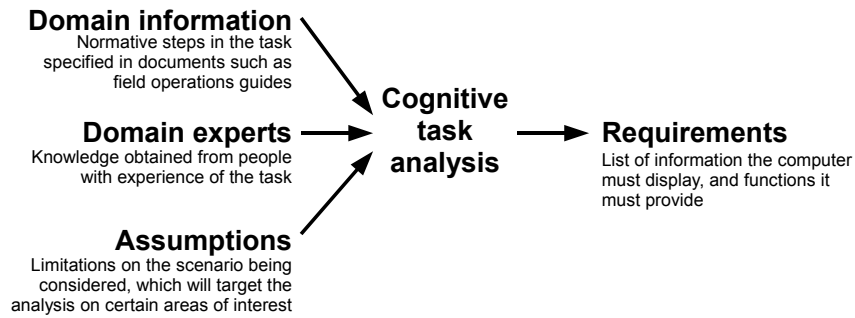 Domain information
Normative steps in the task
specified in documents such as
field operations guides
Domain experts
Knowledge obtained from people
with experience of the task
Assumptions
Limitations on the scenario being
considered, which will target the
analysis on certain areas of interest
Cognitive
task
analysis
Requirements
List of information the computer
must display, and functions it
must provide